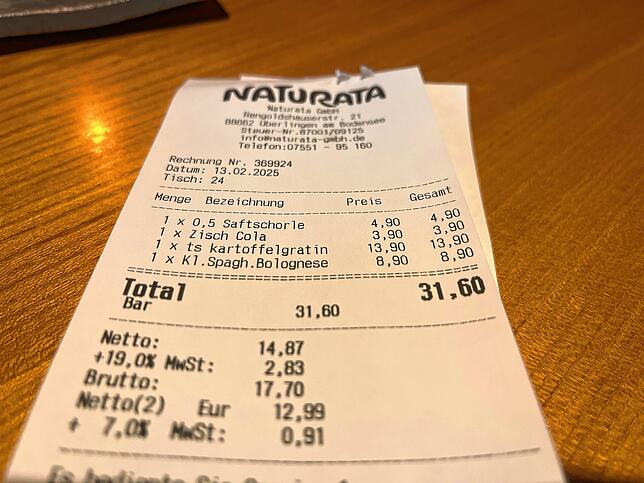 NATURATA
Naturata GmbH
Rengoldshauserstr. 21
88662 Überlingen am Bodensee
Steuer-Nr.87001/09125
info@naturata-gmbh.de
Telefon:07551 - 95 160
Rechnung Nr. 369924
Datum: 13.02.2025
Tisch: 24
Menge Bezeichnung Preis Gesamt
1 x 0,5 Saftschorle 4,90 4,90
1 x Zisch Cola 3,90 3,90
1 x ts kartoffelgratin 13,90 13,90
1 x Kl.Spagh.Bolognese 8,90 8,90
Total 31,60
Bar 31,60
Netto: 14,87
+19,0% MwSt: 2,83
Brutto: 17,70
Netto(2) Eur 12,99
+ 7,0% MwSt: 0,91
Es bediente Sie